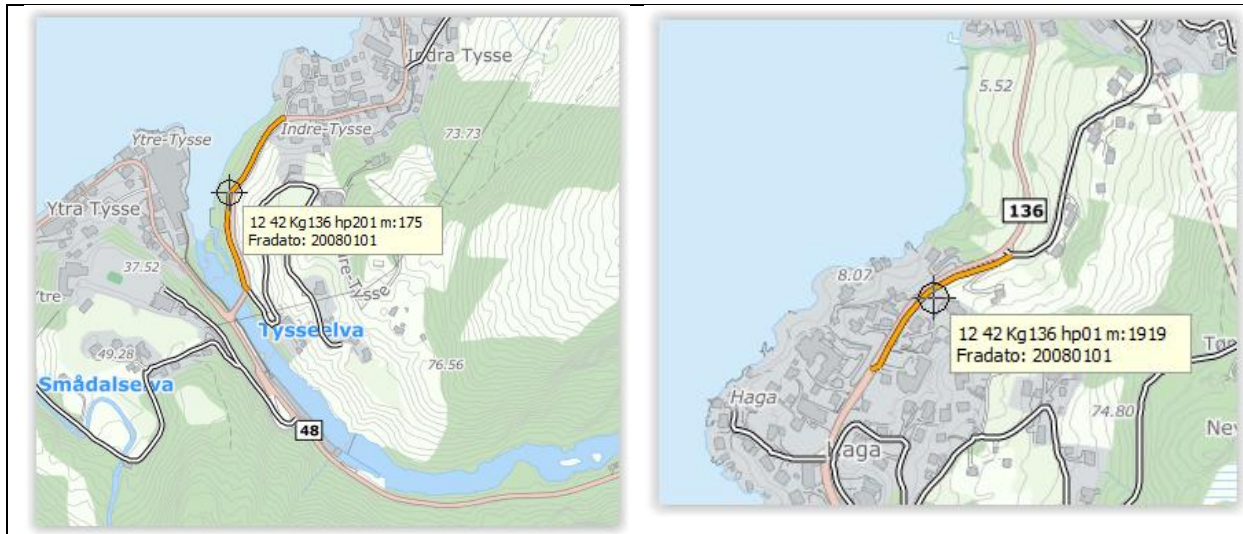 Indra Tysse
73.73
Ytre-Tysse
Indre-Tysse
Ytra Tysse
12 42 Kg136 hp201 m:175
Fradato: 20080101
37.52
Tysseelva
49.28
76.56
Smådalselva
48
5.52
136
8.07
12 42 Kg136 hp01 m:1919
Fradato: 20080101
Haga
74.80
Haga